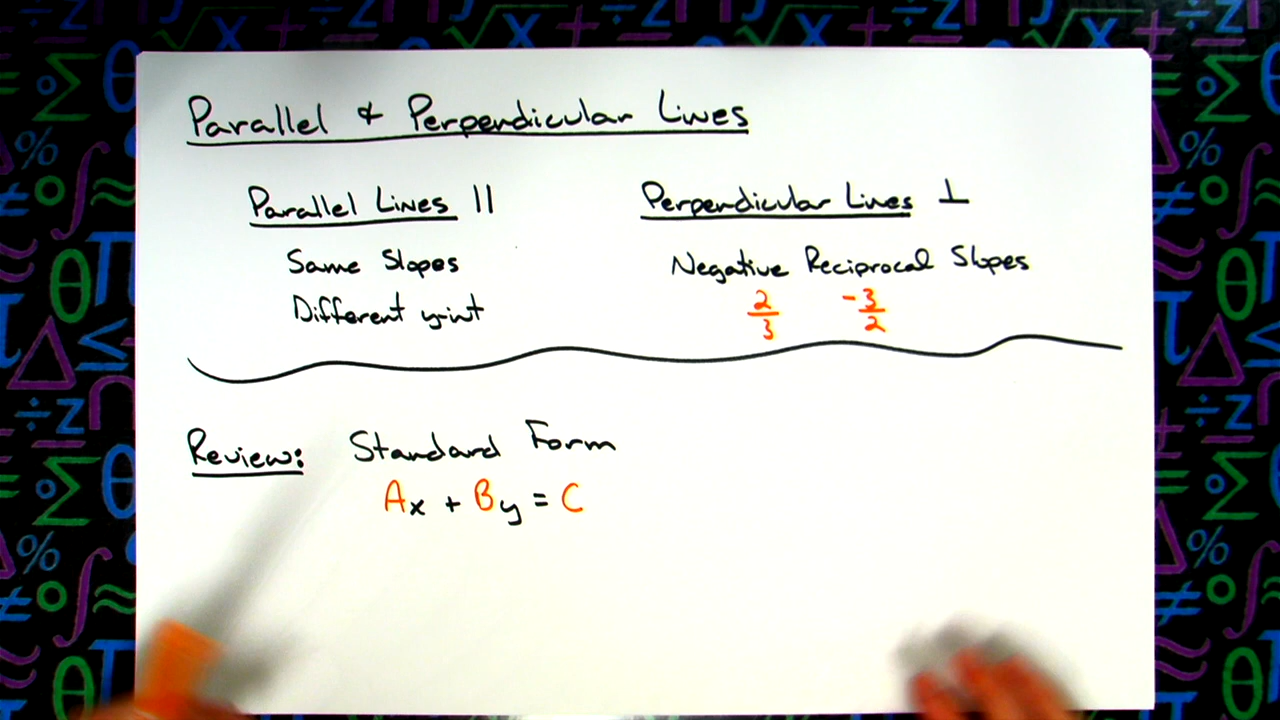 Parallel & Perpendicular Lines
Parallel Lines ||
Same Slopes
Different y-int
Perpendicular Lines ⊥
Negative Reciprocal Slopes
2/3 -3/2
Review: Standard Form
Ax + By = C